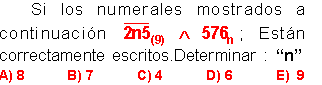 Si los numerales mostrados a
continuación 2n5(9) ∧ 576n ; Están
correctamente escritos.Determinar : “n”
A) 8 B) 7 C) 4 D) 6 E) 9